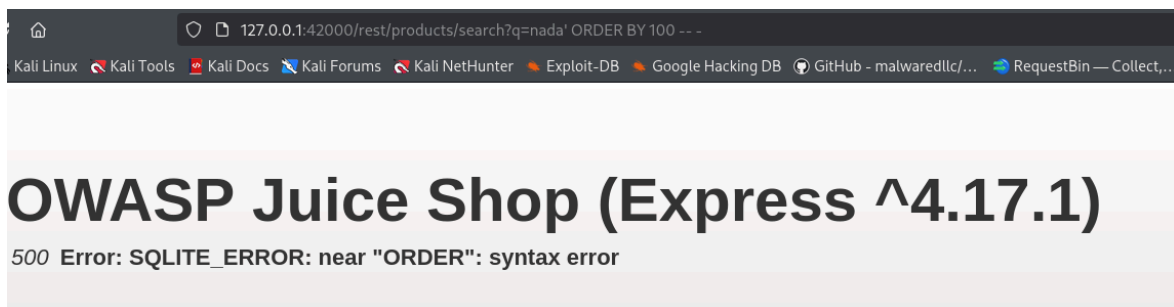 127.0.0.1:42000/rest/products/search?q=nada' ORDER BY 100 -- -
Kali Linux Kali Tools Kali Docs Kali Forums Kali NetHunter Exploit-DB Google Hacking DB GitHub - malwaredllc/... RequestBin — Collect,...
OWASP Juice Shop (Express ^4.17.1)
500 Error: SQLITE_ERROR: near "ORDER": syntax error